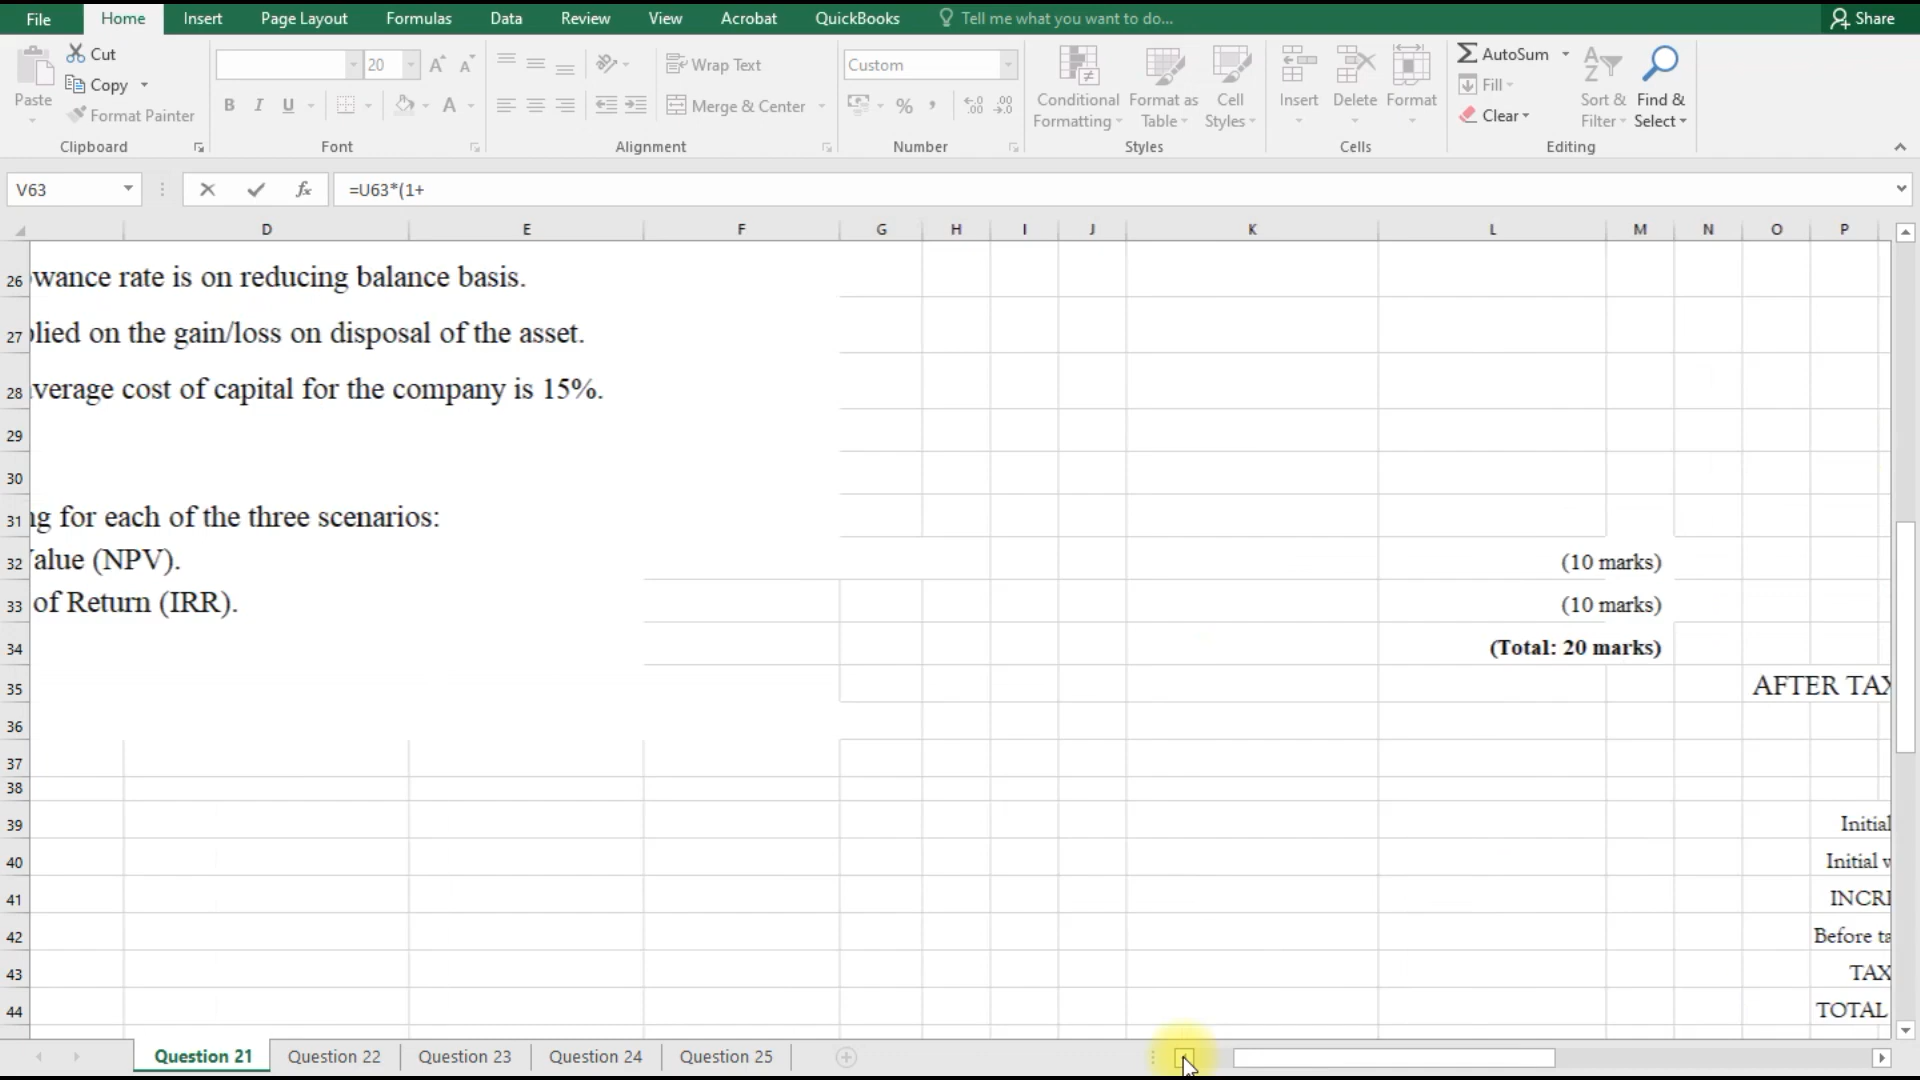 File Home Insert Page Layout Formulas Data Review View Acrobat QuickBooks Tell me what you want to do... Share
Cut
Copy
Format Painter
Paste
Clipboard
20
B I U A
Font
Wrap Text
Merge & Center
Alignment
Custom
%
Number
Conditional Formatting
Format as Table
Cell Styles
Styles
Insert
Delete
Format
Cells
AutoSum
Fill
Clear
Sort & Filter
Find & Select
Editing
V63 fx =U63*(1+
D E F G H I J K L M N O P
26 wance rate is on reducing balance basis.
27 lied on the gain/loss on disposal of the asset.
28 verage cost of capital for the company is 15%.
29
30
31 ng for each of the three scenarios:
32 alue (NPV). (10 marks)
33 of Return (IRR). (10 marks)
34 (Total: 20 marks)
35 AFTER TAX
36
37
38
39 Initial
40 Initial v
41 INCRE
42 Before ta
43 TAX
44 TOTAL
Question 21 Question 22 Question 23 Question 24 Question 25